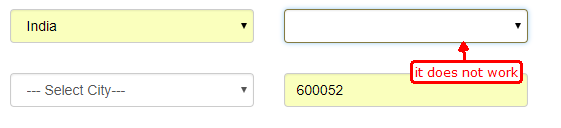 India
it does not work
--- Select City---
600052